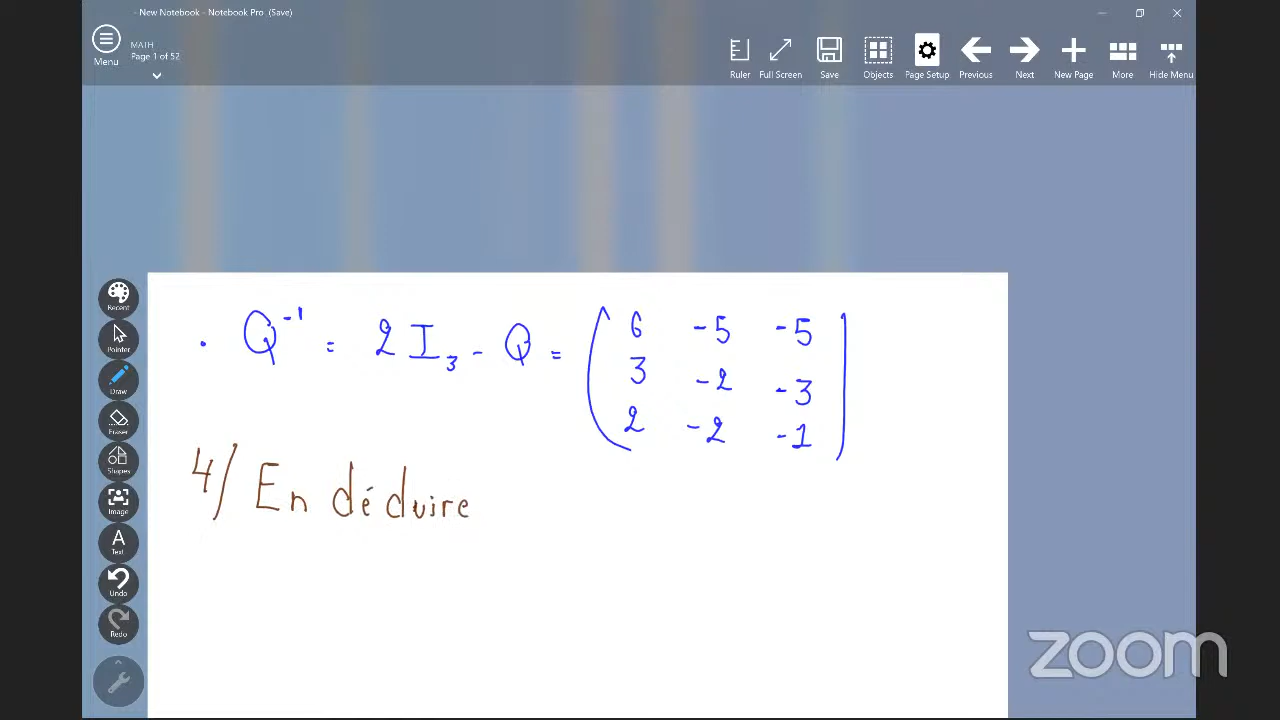 - New Notebook - Notebook Pro (Save)
Menu
MATH
Page 1 of 52
Ruler
Full Screen
Save
Objects
Page Setup
Previous
Next
New Page
More
Hide Menu
Recent
Pointer
Draw
Eraser
Shapes
Image
A
Text
Undo
Redo
. Q⁻¹ = 2 I₃ - Q = ( 6 -5 -5
3 -2 -3
2 -2 -1 )
4/ En déduire
zoom